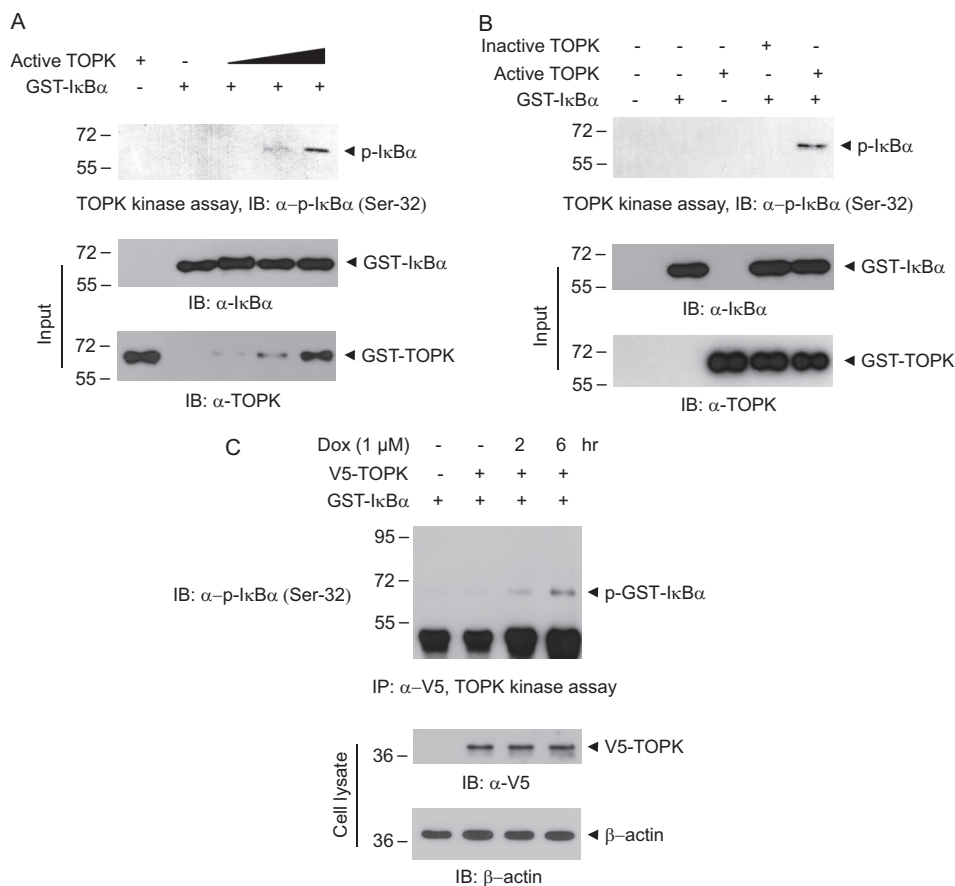 A
Active TOPK + -
GST-IκBα - + + + +
72
55
p-IκBα
TOPK kinase assay, IB: α–p-IκBα (Ser-32)
Input
72
55
GST-IκBα
IB: α-IκBα
72
55
GST-TOPK
IB: α-TOPK
B
Inactive TOPK - - - + -
Active TOPK - - + - +
GST-IκBα - + - + +
72
55
p-IκBα
TOPK kinase assay, IB: α–p-IκBα (Ser-32)
Input
72
55
GST-IκBα
IB: α-IκBα
72
55
GST-TOPK
IB: α-TOPK
C
Dox (1 µM) - - 2 6 hr
V5-TOPK - + + +
GST-IκBα + + + +
95
72
55
IB: α–p-IκBα (Ser-32)
p-GST-IκBα
IP: α–V5, TOPK kinase assay
Cell lysate
36
V5-TOPK
IB: α-V5
36
β–actin
IB: β–actin